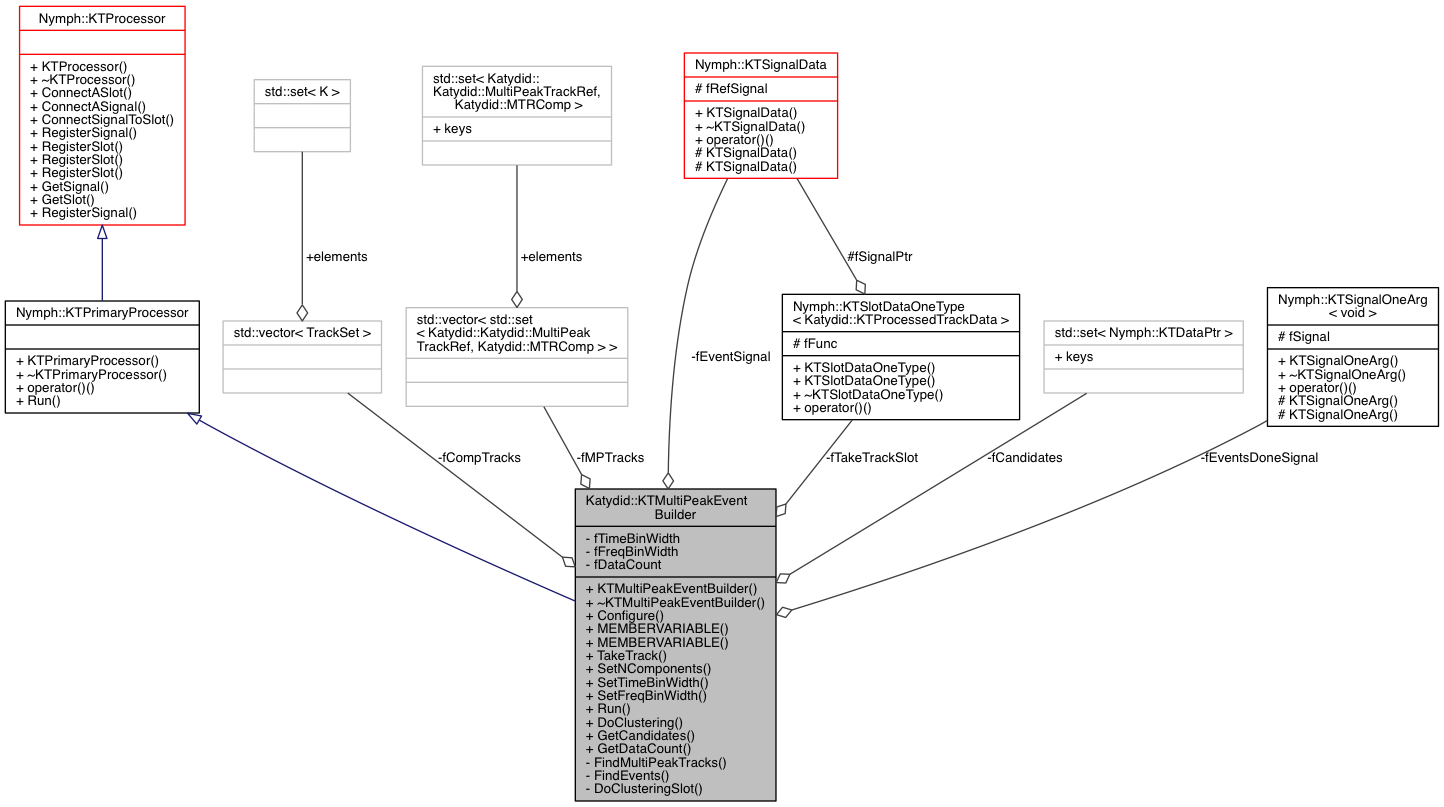 Nymph::KTProcessor
+ KTProcessor()
+ ~KTProcessor()
+ ConnectASlot()
+ ConnectASignal()
+ ConnectSignalToSlot()
+ RegisterSignal()
+ RegisterSlot()
+ RegisterSlot()
+ RegisterSlot()
+ GetSignal()
+ GetSlot()
+ RegisterSignal()
std::set< K >
std::set< Katydid::
Katydid::MultiPeakTrackRef,
Katydid::MTRComp >
+ keys
Nymph::KTSignalData
# fRefSignal
+ KTSignalData()
+ ~KTSignalData()
+ operator()()
# KTSignalData()
# KTSignalData()
+elements
+elements
#fSignalPtr
Nymph::KTPrimaryProcessor
+ KTPrimaryProcessor()
+ ~KTPrimaryProcessor()
+ operator()()
+ Run()
std::vector< TrackSet >
std::vector< std::set
< Katydid::Katydid::MultiPeak
TrackRef, Katydid::MTRComp > >
-fEventSignal
Nymph::KTSlotDataOneType
< Katydid::KTProcessedTrackData >
# fFunc
+ KTSlotDataOneType()
+ KTSlotDataOneType()
+ ~KTSlotDataOneType()
+ operator()()
std::set< Nymph::KTDataPtr >
+ keys
Nymph::KTSignalOneArg
< void >
# fSignal
+ KTSignalOneArg()
+ ~KTSignalOneArg()
+ operator()()
# KTSignalOneArg()
# KTSignalOneArg()
-fCompTracks
-fMPTracks
-fTakeTrackSlot
-fCandidates
-fEventsDoneSignal
Katydid::KTMultiPeakEvent
Builder
- fTimeBinWidth
- fFreqBinWidth
- fDataCount
+ KTMultiPeakEventBuilder()
+ ~KTMultiPeakEventBuilder()
+ Configure()
+ MEMBERVARIABLE()
+ MEMBERVARIABLE()
+ TakeTrack()
+ SetNComponents()
+ SetTimeBinWidth()
+ SetFreqBinWidth()
+ Run()
+ DoClustering()
+ GetCandidates()
+ GetDataCount()
- FindMultiPeakTracks()
- FindEvents()
- DoClusteringSlot()